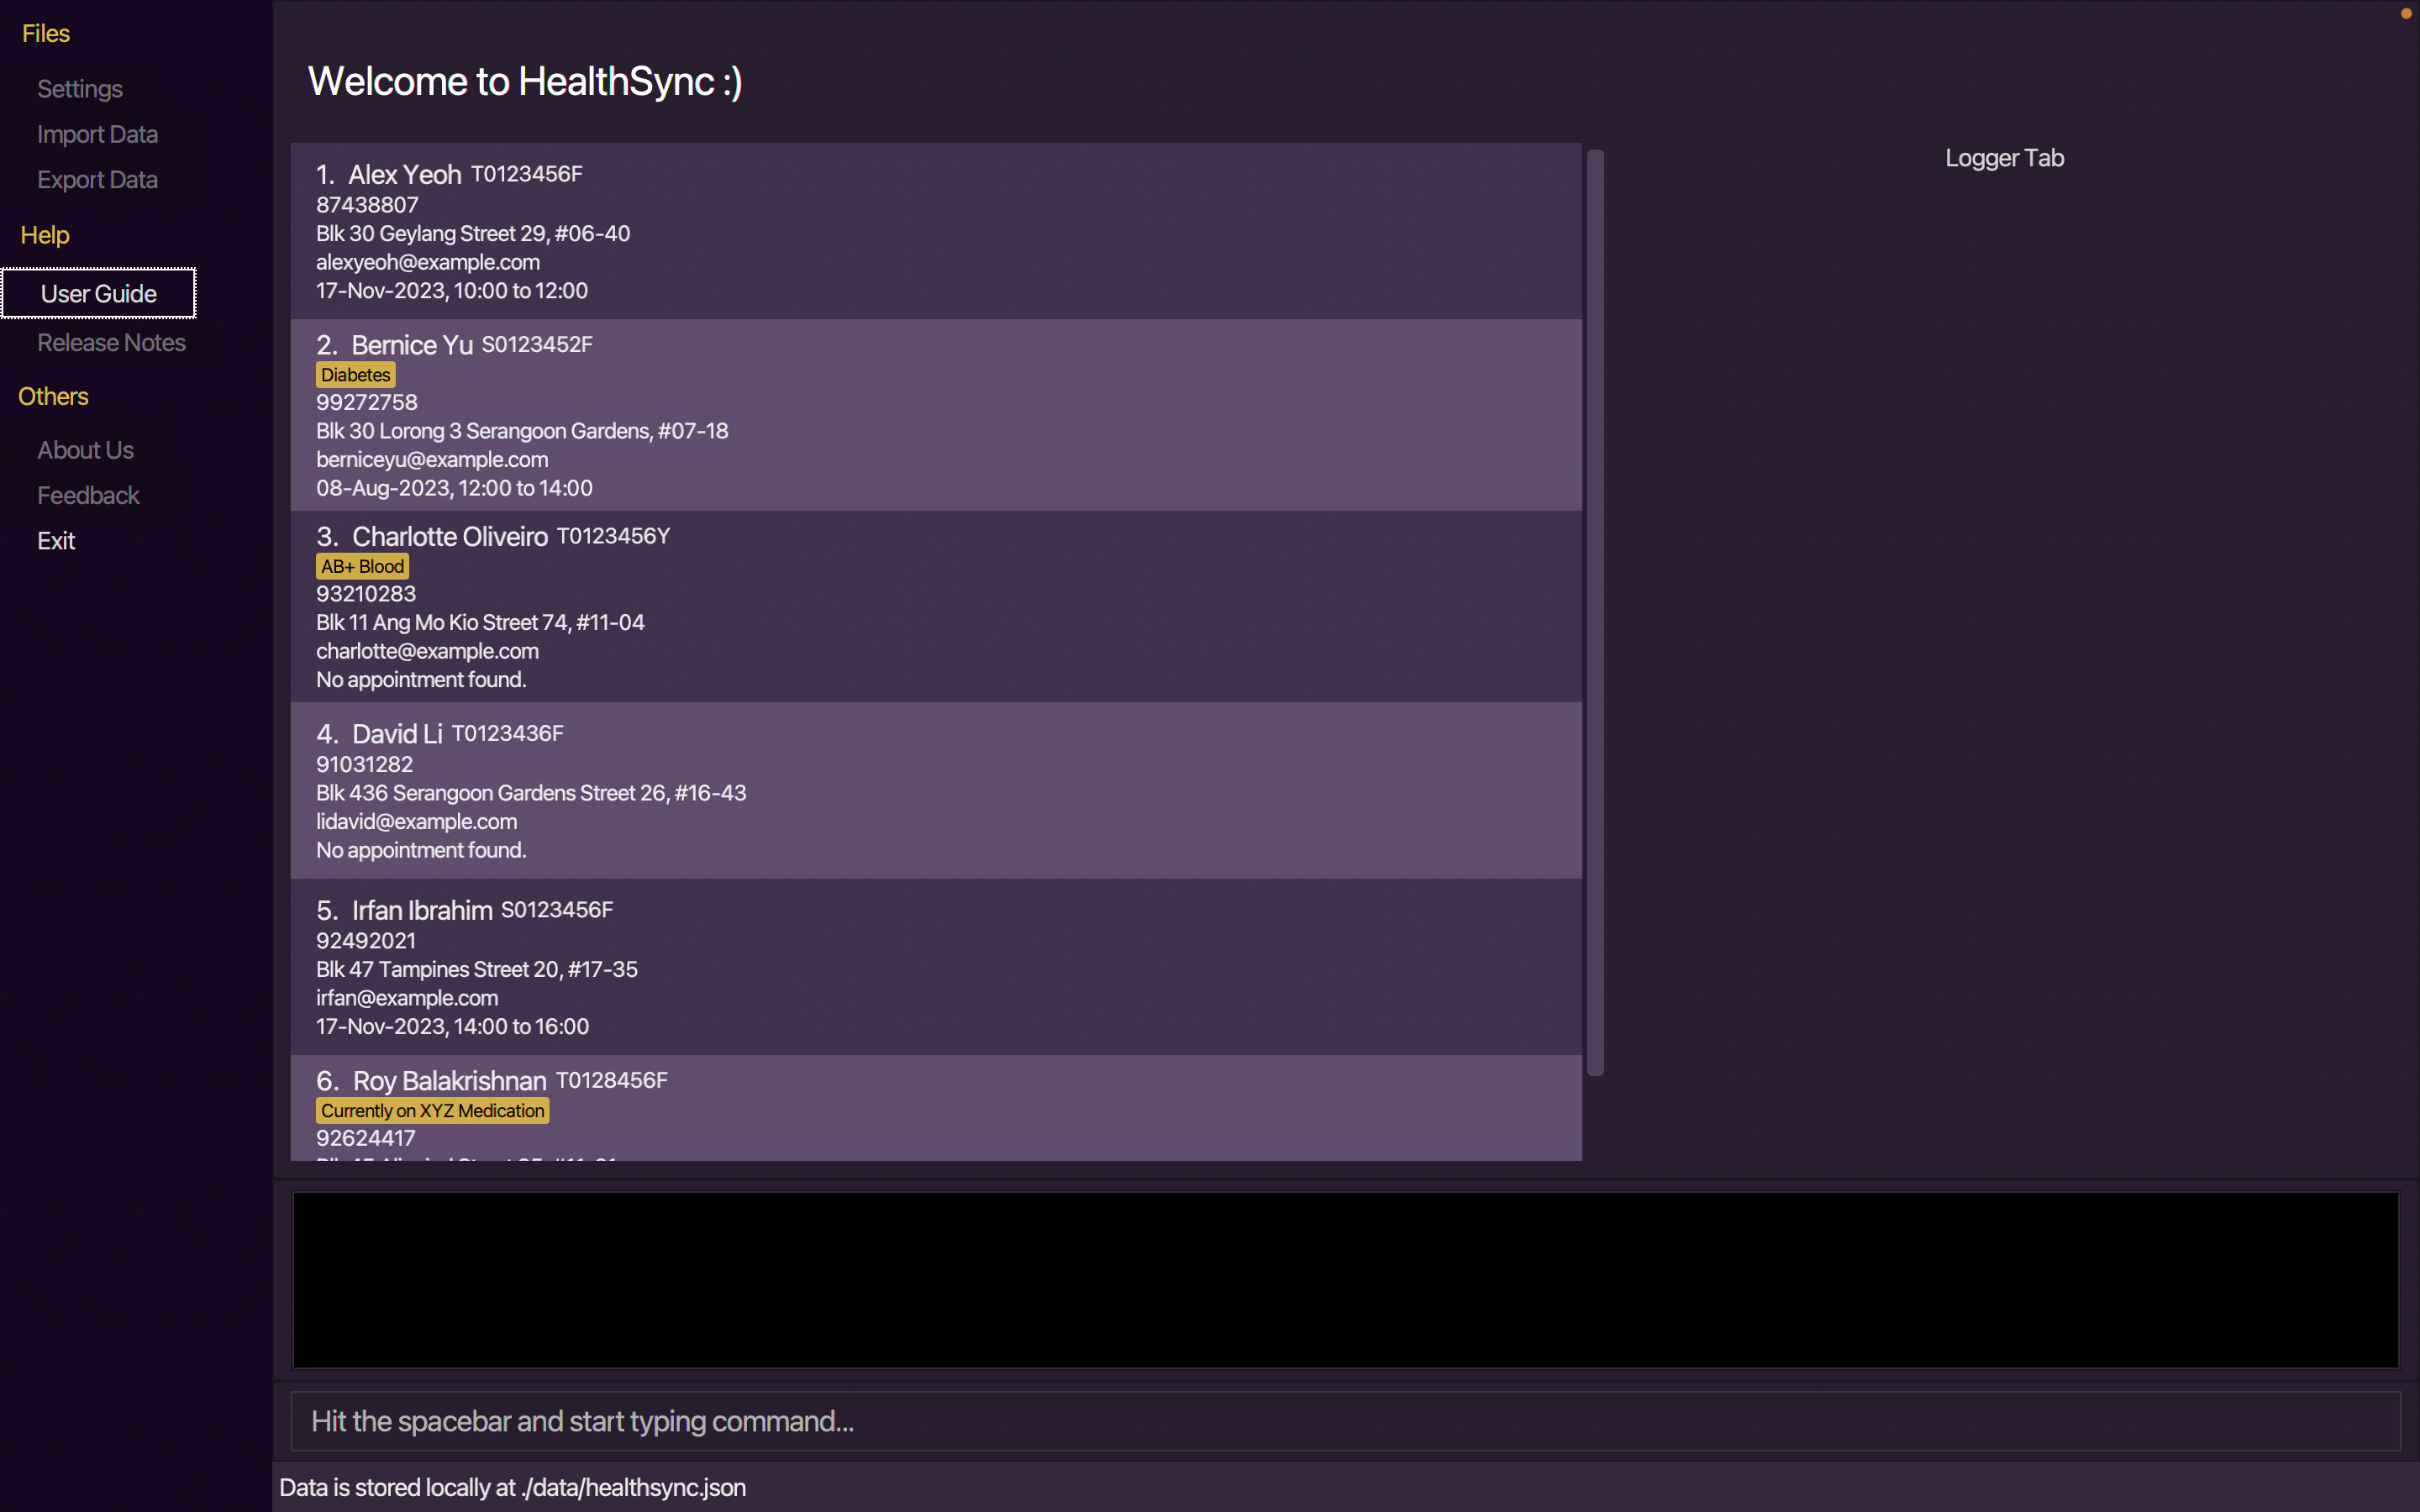 Files
Settings
Import Data
Export Data
Help
User Guide
Release Notes
Others
About Us
Feedback
Exit
Welcome to HealthSync :)
1. Alex Yeoh T0123456F
87438807
Blk 30 Geylang Street 29, #06-40
alexyeoh@example.com
17-Nov-2023, 10:00 to 12:00
2. Bernice Yu S0123452F
Diabetes
99272758
Blk 30 Lorong 3 Serangoon Gardens, #07-18
berniceyu@example.com
08-Aug-2023, 12:00 to 14:00
3. Charlotte Oliveiro T0123456Y
AB+ Blood
93210283
Blk 11 Ang Mo Kio Street 74, #11-04
charlotte@example.com
No appointment found.
4. David Li T0123436F
91031282
Blk 436 Serangoon Gardens Street 26, #16-43
lidavid@example.com
No appointment found.
5. Irfan Ibrahim S0123456F
92492021
Blk 47 Tampines Street 20, #17-35
irfan@example.com
17-Nov-2023, 14:00 to 16:00
6. Roy Balakrishnan T0128456F
Currently on XYZ Medication
92624417
Logger Tab
Hit the spacebar and start typing command...
Data is stored locally at ./data/healthsync.json